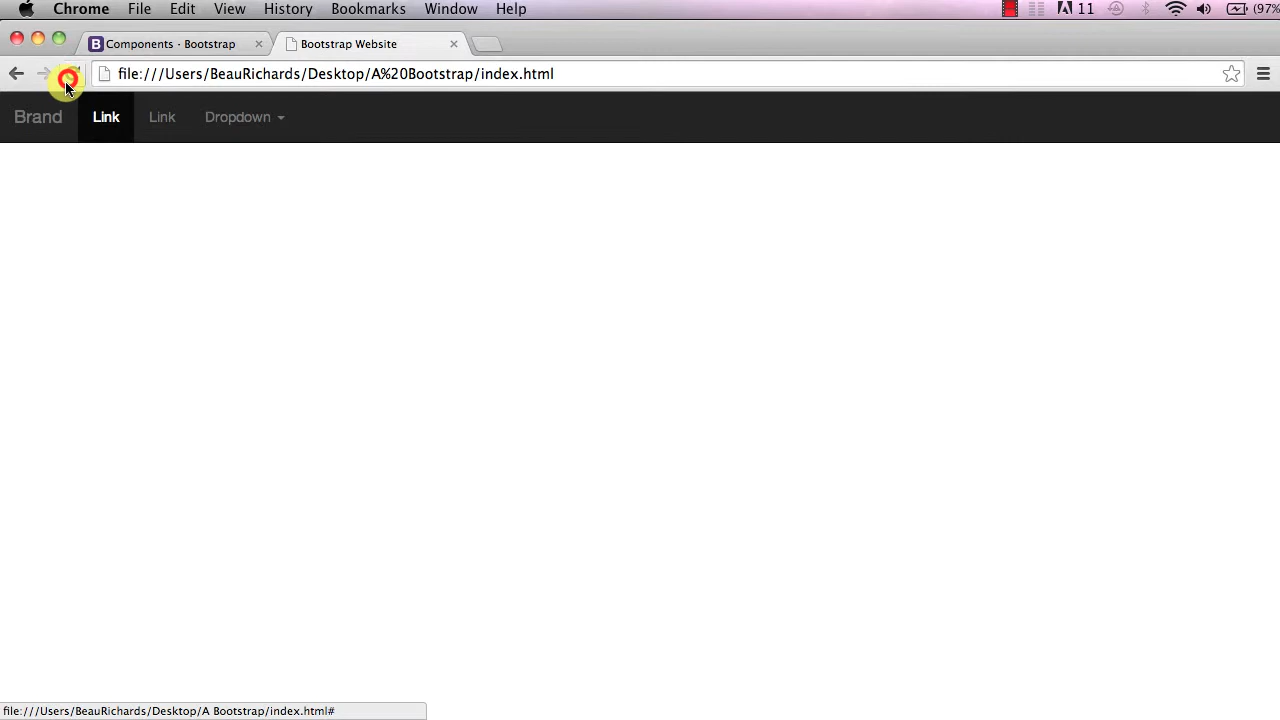 Chrome File Edit View History Bookmarks Window Help 11 (97%
Components · Bootstrap Bootstrap Website
file:///Users/BeauRichards/Desktop/A%20Bootstrap/index.html
Brand Link Link Dropdown
file:///Users/BeauRichards/Desktop/A Bootstrap/index.html#